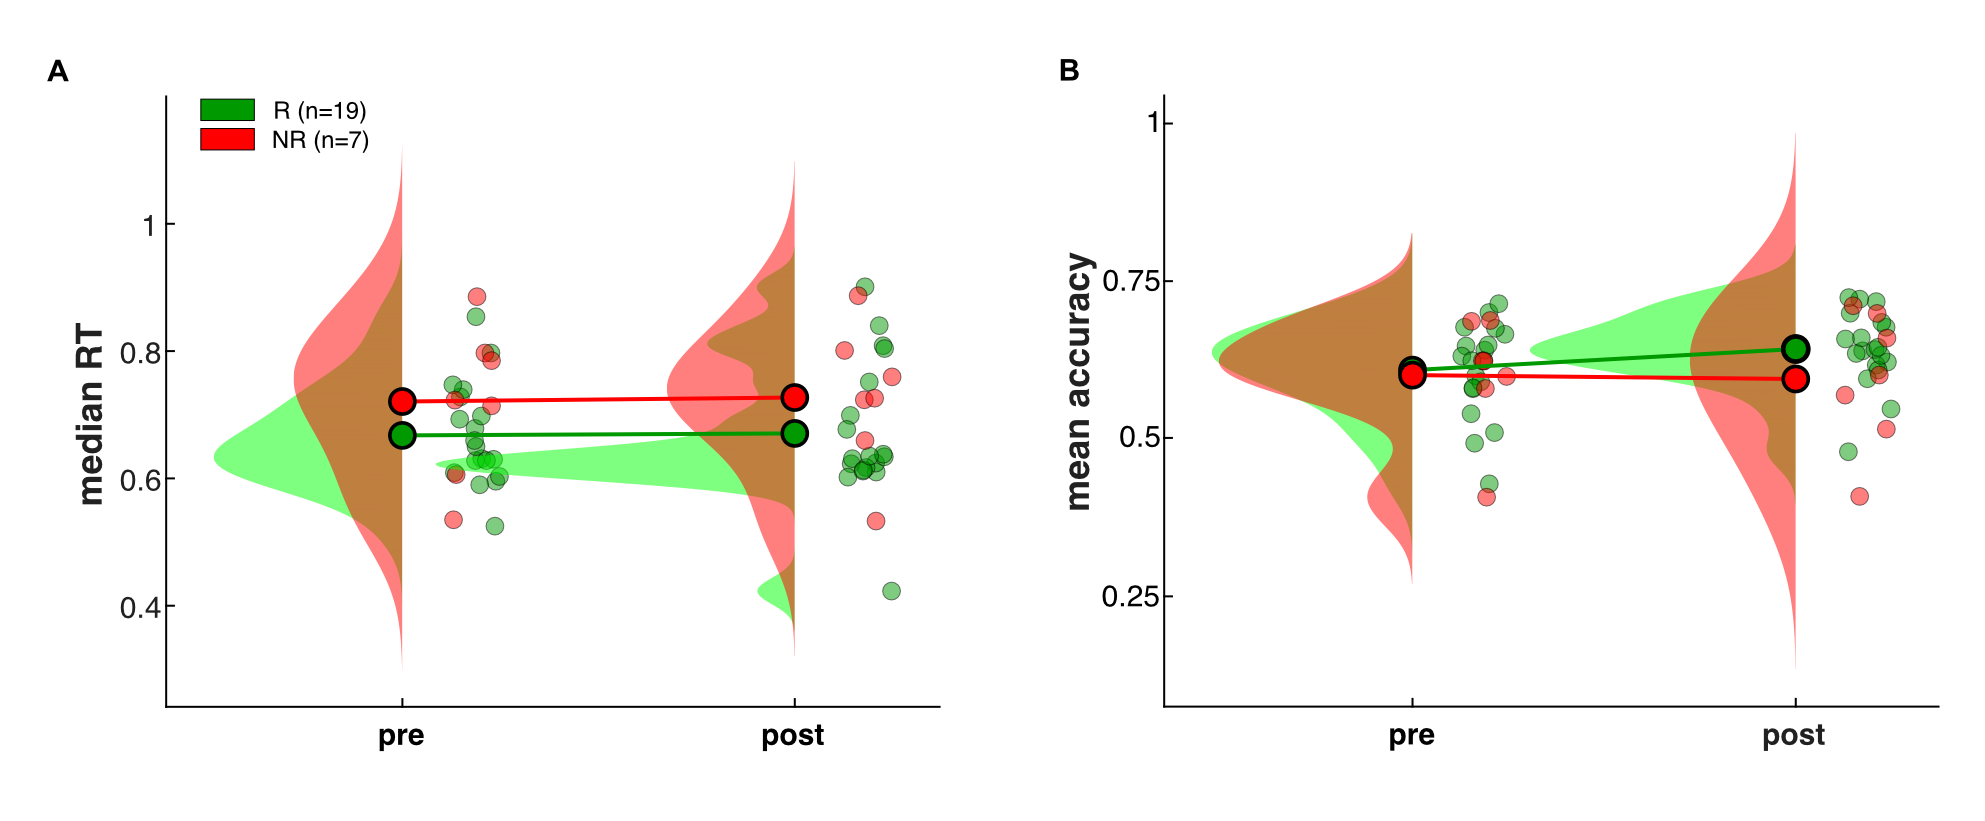 A
R (n=19)
NR (n=7)
median RT
1
0.8
0.6
0.4
pre
post
B
mean accuracy
1
0.75
0.5
0.25
pre
post